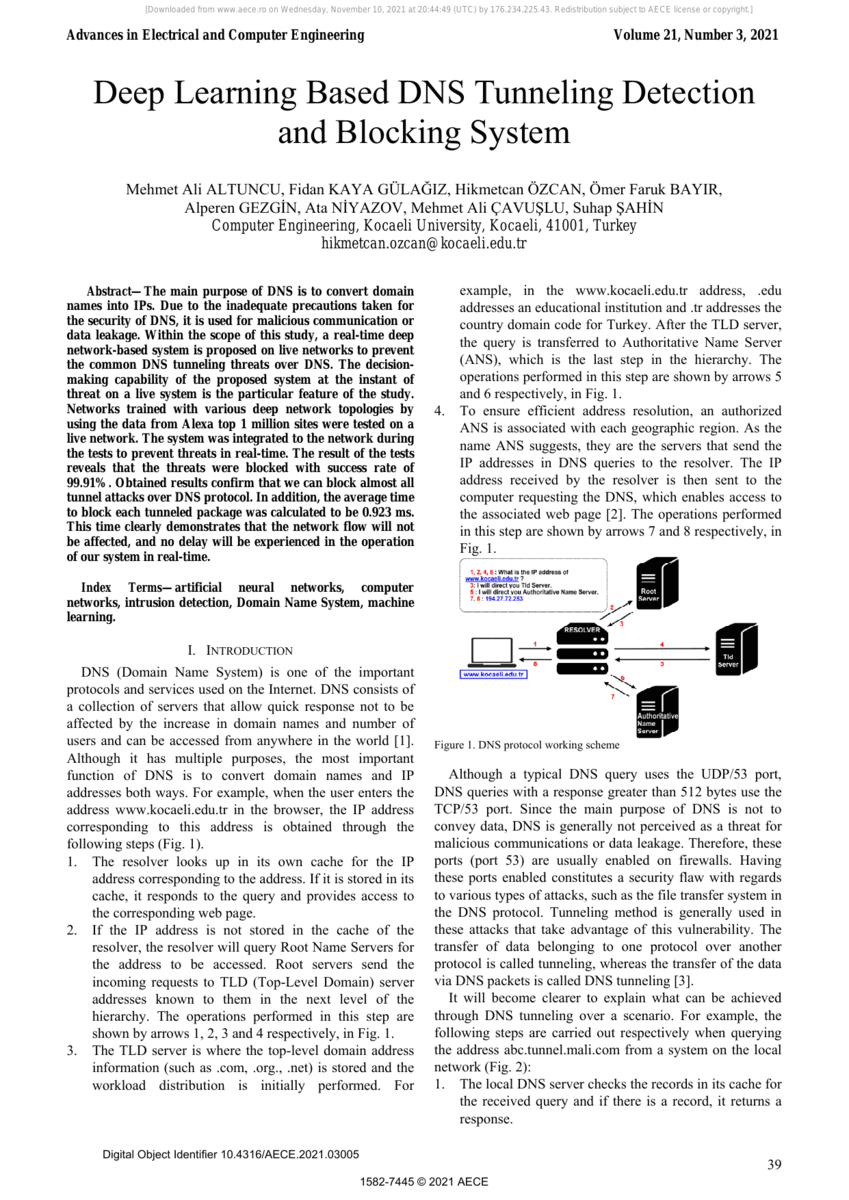 [Downloaded from www.aece.ro on Wednesday, November 10, 2021 at 20:44:49 (UTC) by 176.234.225.43. Redistribution subject to AECE license or copyright.]
Advances in Electrical and Computer Engineering
Volume 21, Number 3, 2021
Deep Learning Based DNS Tunneling Detection
and Blocking System
Mehmet Ali ALTUNCU, Fidan KAYA GÜLAĞIZ, Hikmetcan ÖZCAN, Ömer Faruk BAYIR,
Alperen GEZGİN, Ata NİYAZOV, Mehmet Ali ÇAVUŞLU, Suhap ŞAHİN
Computer Engineering, Kocaeli University, Kocaeli, 41001, Turkey
hikmetcan.ozcan@kocaeli.edu.tr
Abstract—The main purpose of DNS is to convert domain
names into IPs. Due to the inadequate precautions taken for
the security of DNS, it is used for malicious communication or
data leakage. Within the scope of this study, a real-time deep
network-based system is proposed on live networks to prevent
the common DNS tunneling threats over DNS. The decision-
making capability of the proposed system at the instant of
threat on a live system is the particular feature of the study.
Networks trained with various deep network topologies by
using the data from Alexa top 1 million sites were tested on a
live network. The system was integrated to the network during
the tests to prevent threats in real-time. The result of the tests
reveals that the threats were blocked with success rate of
99.91%. Obtained results confirm that we can block almost all
tunnel attacks over DNS protocol. In addition, the average time
to block each tunneled package was calculated to be 0.923 ms.
This time clearly demonstrates that the network flow will not
be affected, and no delay will be experienced in the operation
of our system in real-time.
Index Terms—artificial neural networks, computer
networks, intrusion detection, Domain Name System, machine
learning.
I. INTRODUCTION
DNS (Domain Name System) is one of the important
protocols and services used on the Internet. DNS consists of
a collection of servers that allow quick response not to be
affected by the increase in domain names and number of
users and can be accessed from anywhere in the world [1].
Although it has multiple purposes, the most important
function of DNS is to convert domain names and IP
addresses both ways. For example, when the user enters the
address www.kocaeli.edu.tr in the browser, the IP address
corresponding to this address is obtained through the
following steps (Fig. 1).
1. The resolver looks up in its own cache for the IP
address corresponding to the address. If it is stored in its
cache, it responds to the query and provides access to
the corresponding web page.
2. If the IP address is not stored in the cache of the
resolver, the resolver will query Root Name Servers for
the address to be accessed. Root servers send the
incoming requests to TLD (Top-Level Domain) server
addresses known to them in the next level of the
hierarchy. The operations performed in this step are
shown by arrows 1, 2, 3 and 4 respectively, in Fig. 1.
3. The TLD server is where the top-level domain address
information (such as .com, .org., .net) is stored and the
workload distribution is initially performed. For
example, in the www.kocaeli.edu.tr address, .edu
addresses an educational institution and .tr addresses the
country domain code for Turkey. After the TLD server,
the query is transferred to Authoritative Name Server
(ANS), which is the last step in the hierarchy. The
operations performed in this step are shown by arrows 5
and 6 respectively, in Fig. 1.
4. To ensure efficient address resolution, an authorized
ANS is associated with each geographic region. As the
name ANS suggests, they are the servers that send the
IP addresses in DNS queries to the resolver. The IP
address received by the resolver is then sent to the
computer requesting the DNS, which enables access to
the associated web page [2]. The operations performed
in this step are shown by arrows 7 and 8 respectively, in
Fig. 1.
1, 2, 4, 6 : What is the IP address of
www.kocaeli.edu.tr ?
3: I will direct you Tld Server.
5 : I will direct you Authoritative Name Server.
7, 8 : 194.27.72.253
Root
Server
2
3
RESOLVER
1
8
4
5
Tld
Server
www.kocaeli.edu.tr
6
7
Authoritative
Name
Server
Figure 1. DNS protocol working scheme
Although a typical DNS query uses the UDP/53 port,
DNS queries with a response greater than 512 bytes use the
TCP/53 port. Since the main purpose of DNS is not to
convey data, DNS is generally not perceived as a threat for
malicious communications or data leakage. Therefore, these
ports (port 53) are usually enabled on firewalls. Having
these ports enabled constitutes a security flaw with regards
to various types of attacks, such as the file transfer system in
the DNS protocol. Tunneling method is generally used in
these attacks that take advantage of this vulnerability. The
transfer of data belonging to one protocol over another
protocol is called tunneling, whereas the transfer of the data
via DNS packets is called DNS tunneling [3].
It will become clearer to explain what can be achieved
through DNS tunneling over a scenario. For example, the
following steps are carried out respectively when querying
the address abc.tunnel.mali.com from a system on the local
network (Fig. 2):
1. The local DNS server checks the records in its cache for
the received query and if there is a record, it returns a
response.
Digital Object Identifier 10.4316/AECE.2021.03005
39
1582-7445 © 2021 AECE